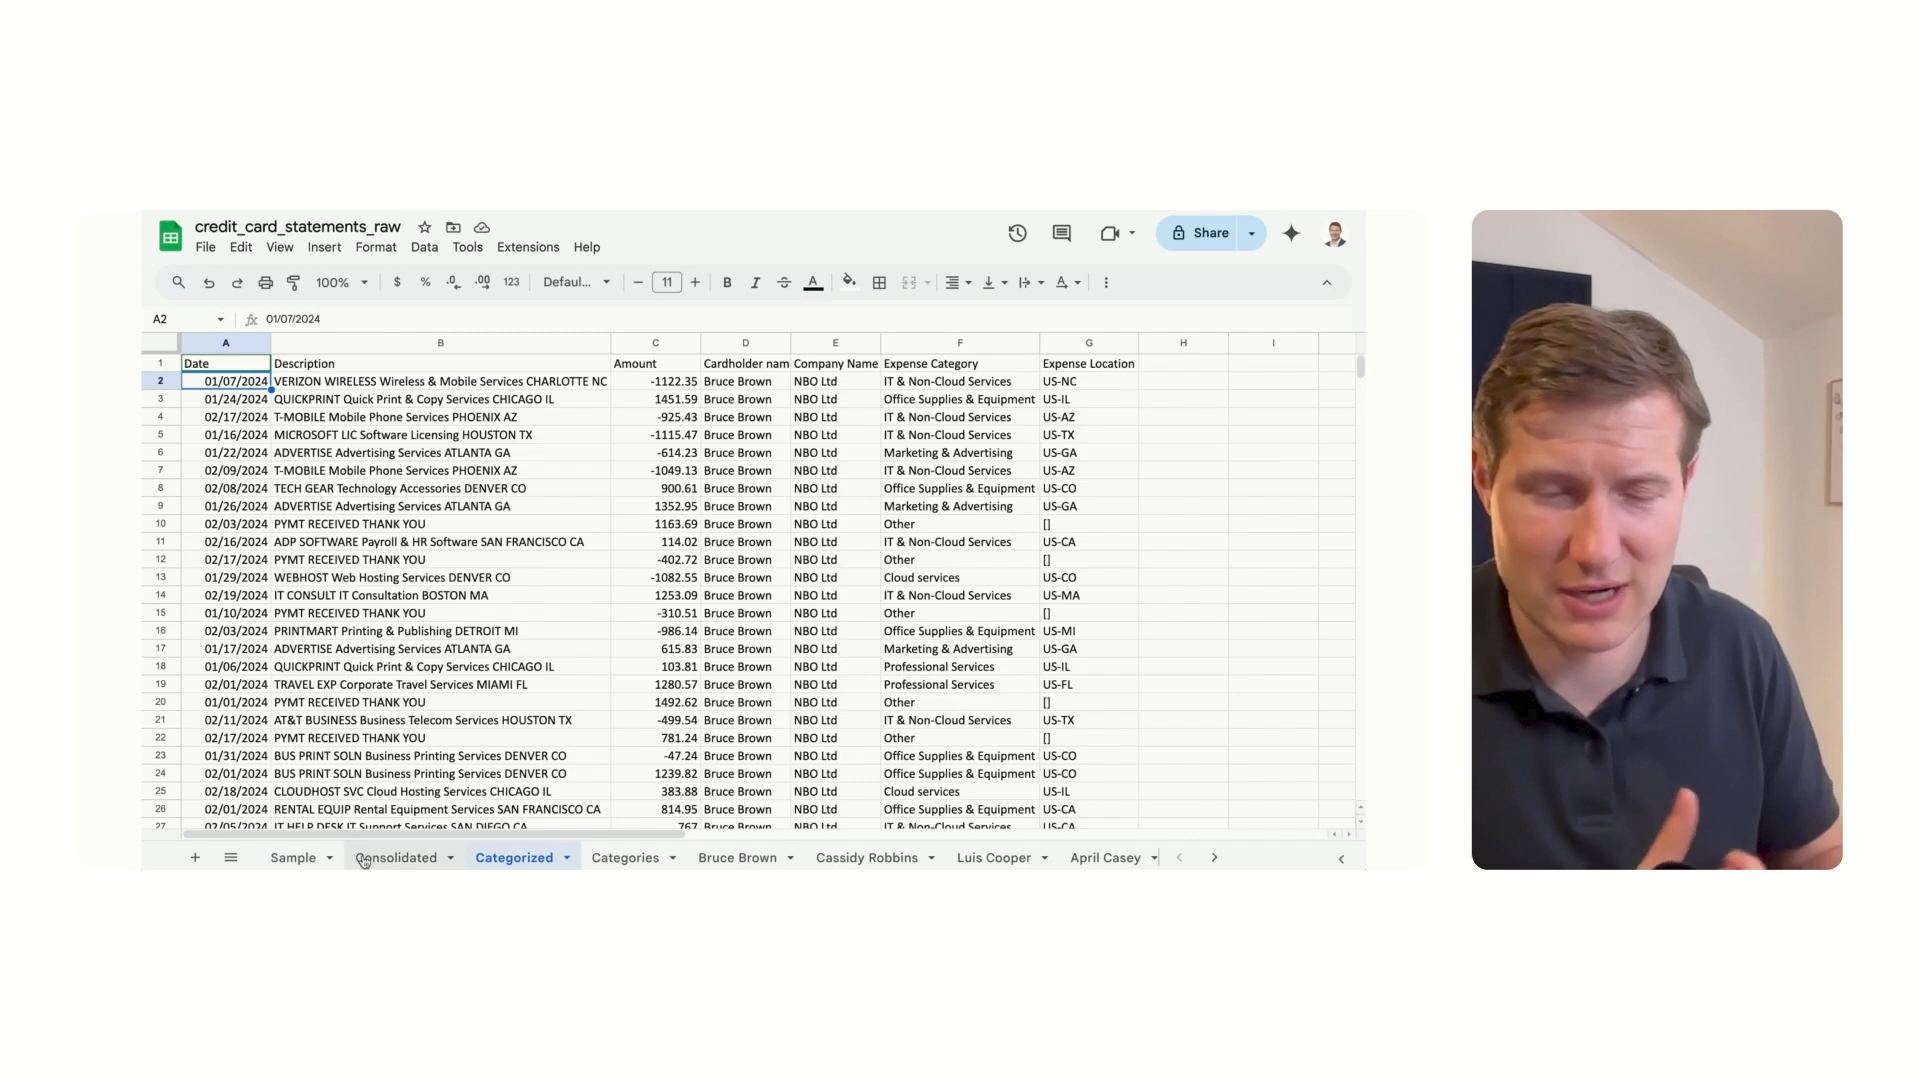 credit_card_statements_raw
File Edit View Insert Format Data Tools Extensions Help
Share
100% $ % .0 .00 123 Defaul... 11 B I A
A2 fx 01/07/2024
A B C D E F G H I
1 Date Description Amount Cardholder nam Company Name Expense Category Expense Location
2 01/07/2024 VERIZON WIRELESS Wireless & Mobile Services CHARLOTTE NC -1122.35 Bruce Brown NBO Ltd IT & Non-Cloud Services US-NC
3 01/24/2024 QUICKPRINT Quick Print & Copy Services CHICAGO IL 1451.59 Bruce Brown NBO Ltd Office Supplies & Equipment US-IL
4 02/17/2024 T-MOBILE Mobile Phone Services PHOENIX AZ -925.43 Bruce Brown NBO Ltd IT & Non-Cloud Services US-AZ
5 01/16/2024 MICROSOFT LIC Software Licensing HOUSTON TX -1115.47 Bruce Brown NBO Ltd IT & Non-Cloud Services US-TX
6 01/22/2024 ADVERTISE Advertising Services ATLANTA GA -614.23 Bruce Brown NBO Ltd Marketing & Advertising US-GA
7 02/09/2024 T-MOBILE Mobile Phone Services PHOENIX AZ -1049.13 Bruce Brown NBO Ltd IT & Non-Cloud Services US-AZ
8 02/08/2024 TECH GEAR Technology Accessories DENVER CO 900.61 Bruce Brown NBO Ltd Office Supplies & Equipment US-CO
9 01/26/2024 ADVERTISE Advertising Services ATLANTA GA 1352.95 Bruce Brown NBO Ltd Marketing & Advertising US-GA
10 02/03/2024 PYMT RECEIVED THANK YOU 1163.69 Bruce Brown NBO Ltd Other []
11 02/16/2024 ADP SOFTWARE Payroll & HR Software SAN FRANCISCO CA 114.02 Bruce Brown NBO Ltd IT & Non-Cloud Services US-CA
12 02/17/2024 PYMT RECEIVED THANK YOU -402.72 Bruce Brown NBO Ltd Other []
13 01/29/2024 WEBHOST Web Hosting Services DENVER CO -1082.55 Bruce Brown NBO Ltd Cloud services US-CO
14 02/19/2024 IT CONSULT IT Consultation BOSTON MA 1253.09 Bruce Brown NBO Ltd IT & Non-Cloud Services US-MA
15 01/10/2024 PYMT RECEIVED THANK YOU -310.51 Bruce Brown NBO Ltd Other []
16 02/03/2024 PRINTMART Printing & Publishing DETROIT MI -986.14 Bruce Brown NBO Ltd Office Supplies & Equipment US-MI
17 01/17/2024 ADVERTISE Advertising Services ATLANTA GA 615.83 Bruce Brown NBO Ltd Marketing & Advertising US-GA
18 01/06/2024 QUICKPRINT Quick Print & Copy Services CHICAGO IL 103.81 Bruce Brown NBO Ltd Professional Services US-IL
19 02/01/2024 TRAVEL EXP Corporate Travel Services MIAMI FL 1280.57 Bruce Brown NBO Ltd Professional Services US-FL
20 01/01/2024 PYMT RECEIVED THANK YOU 1492.62 Bruce Brown NBO Ltd Other []
21 02/11/2024 AT&T BUSINESS Business Telecom Services HOUSTON TX -499.54 Bruce Brown NBO Ltd IT & Non-Cloud Services US-TX
22 02/17/2024 PYMT RECEIVED THANK YOU 781.24 Bruce Brown NBO Ltd Other []
23 01/31/2024 BUS PRINT SOLN Business Printing Services DENVER CO -47.24 Bruce Brown NBO Ltd Office Supplies & Equipment US-CO
24 02/01/2024 BUS PRINT SOLN Business Printing Services DENVER CO 1239.82 Bruce Brown NBO Ltd Office Supplies & Equipment US-CO
25 02/18/2024 CLOUDHOST SVC Cloud Hosting Services CHICAGO IL 383.88 Bruce Brown NBO Ltd Cloud services US-IL
26 02/01/2024 RENTAL EQUIP Rental Equipment Services SAN FRANCISCO CA 814.95 Bruce Brown NBO Ltd Office Supplies & Equipment US-CA
27 02/05/2024 IT HELP DESK IT Support Services SAN DIEGO CA 767 Bruce Brown NBO Ltd IT & Non-Cloud Services US-CA
Sample Consolidated Categorized Categories Bruce Brown Cassidy Robbins Luis Cooper April Casey